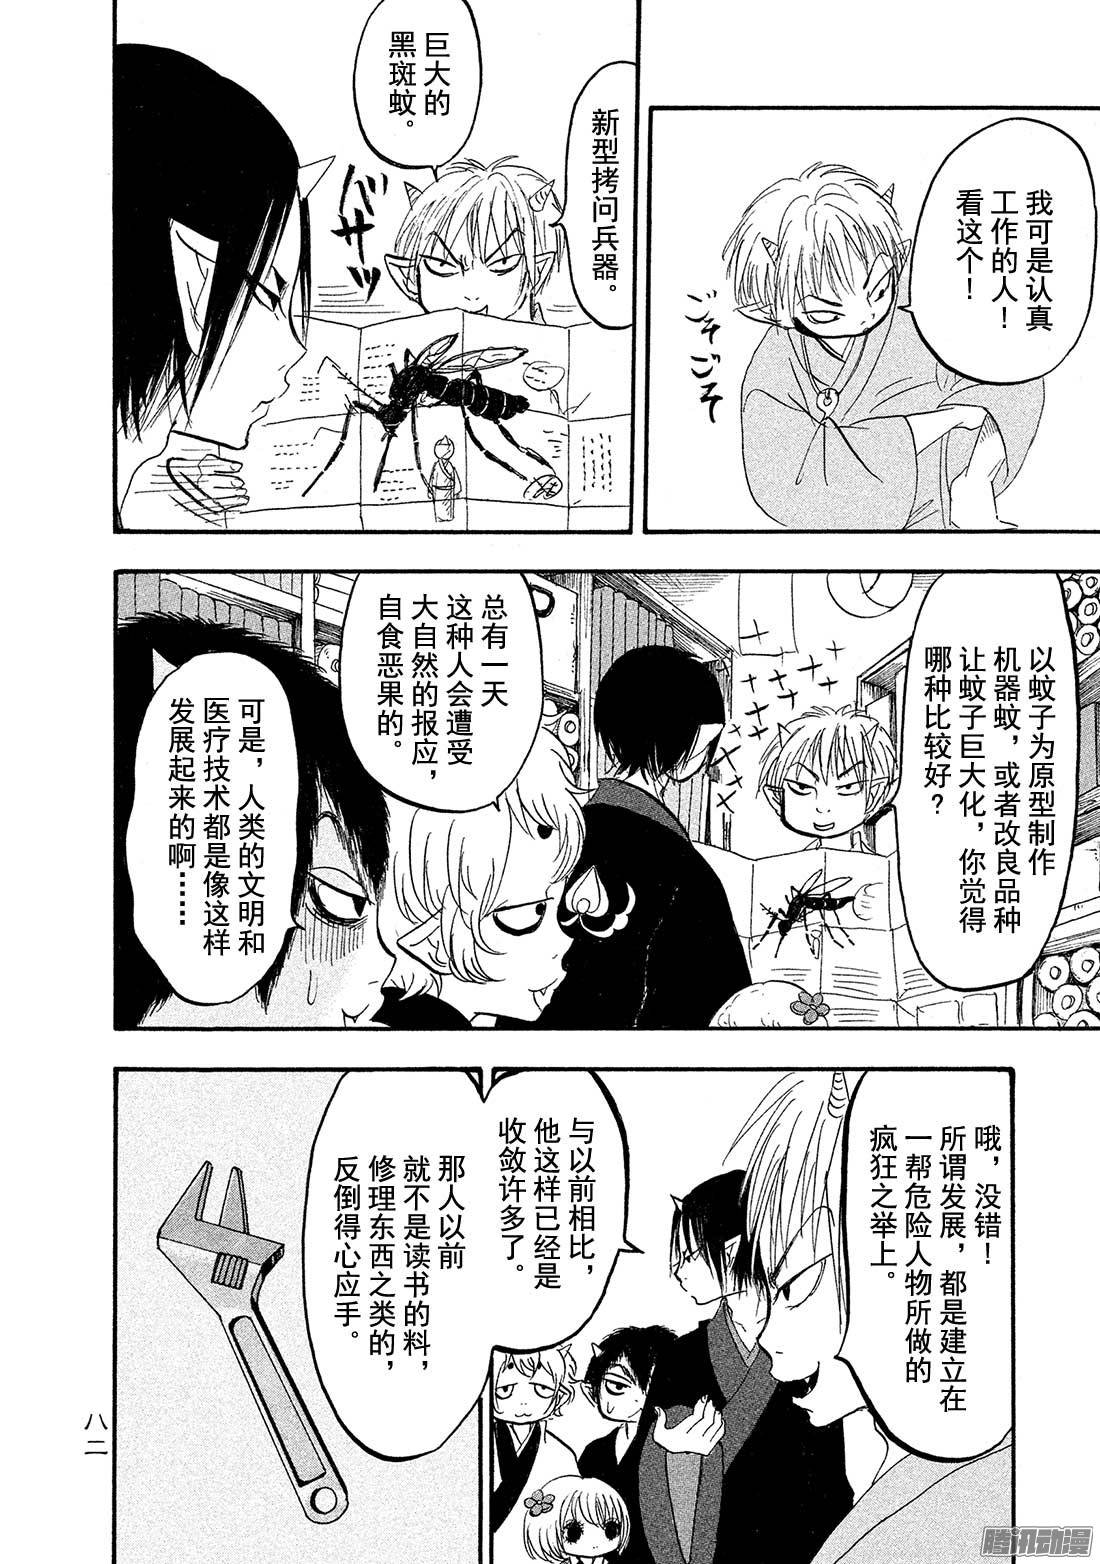 我可是认真
工作的人！
看这个！
ごそごそ
新型拷问兵器。
巨大的
黑斑蚊。
バサッ
以蚊子为原型制作
机器蚊，或者改良品种
让蚊子巨大化，你觉得
哪种比较好？
总有一天
这种人会遭受
大自然的报应，
自食恶果的。
可是，人类的文明和
医疗技术都是像这样
发展起来的啊……
哦，没错！
所谓发展，都是建立在
一帮危险人物所做的
疯狂之举上。
与以前相比，
他这样已经是
收敛许多了。
那人以前
就不是读书的料，
修理东西之类的，
反倒得心应手。
八二
腾讯动漫